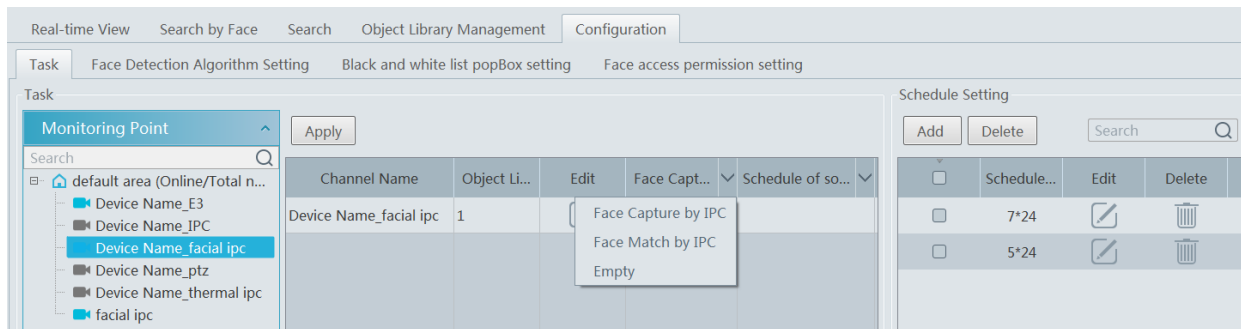 Real-time View Search by Face Search Object Library Management Configuration
Task Face Detection Algorithm Setting Black and white list popBox setting Face access permission setting
Task
Monitoring Point
Search
default area (Online/Total n...
Device Name_E3
Device Name_IPC
Device Name_facial ipc
Device Name_ptz
Device Name_thermal ipc
facial ipc
Apply
Channel Name Object Li... Edit Face Capt... Schedule of so...
Device Name_facial ipc 1
Face Capture by IPC
Face Match by IPC
Empty
Schedule Setting
Add Delete Search
Schedule... Edit Delete
7*24
5*24